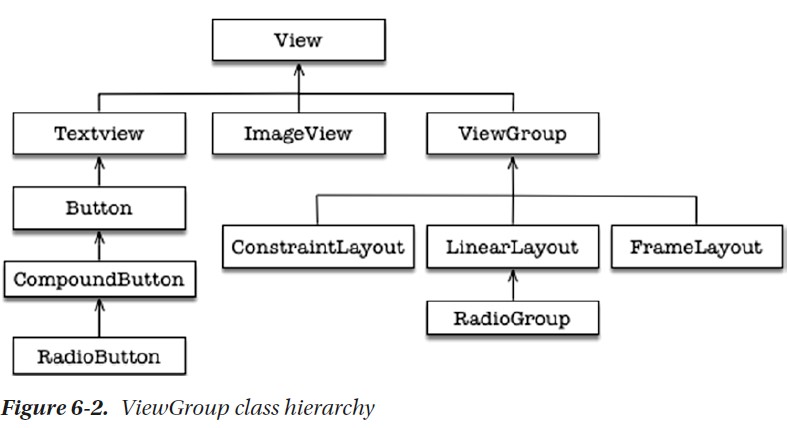 View
Textview
ImageView
ViewGroup
Button
ConstraintLayout
LinearLayout
FrameLayout
CompoundButton
RadioGroup
RadioButton
Figure 6-2. ViewGroup class hierarchy